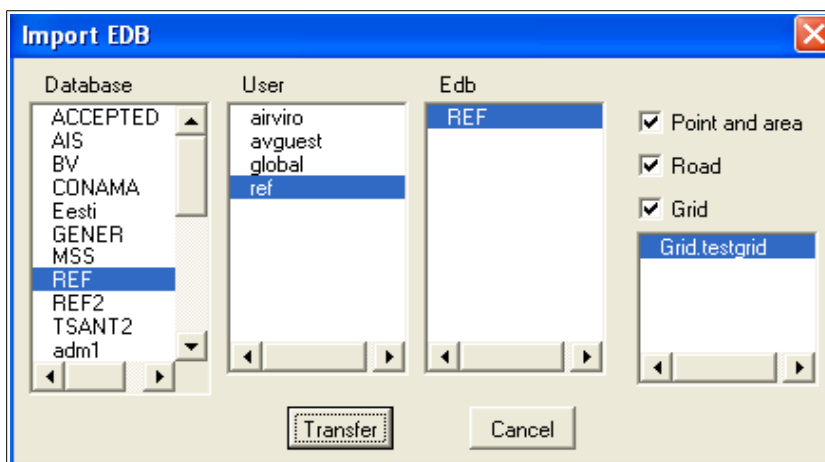 Import EDB
Database
User
Edb
ACCEPTED
AIS
BV
CONAMA
Eesti
GENER
MSS
REF
REF2
TSANT2
adm1
airviro
avguest
global
ref
REF
Point and area
Road
Grid
Grid.testgrid
Transfer
Cancel